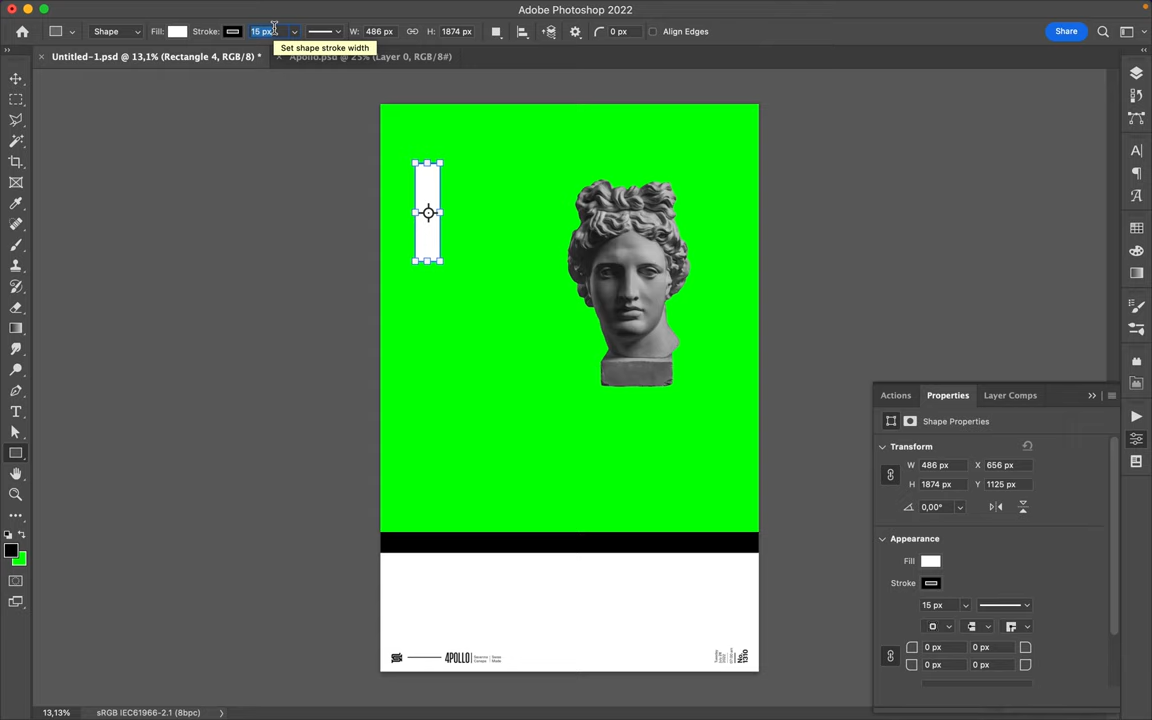 Adobe Photoshop 2022
Shape Fill: Stroke: 15 px W: 486 px H: 1874 px 0 px Align Edges Share
Set shape stroke width
Untitled-1.psd @ 13,1% (Rectangle 4, RGB/8) * Apollo.psd @ 25% (Layer 0, RGB/8#)
Actions Properties Layer Comps
Shape Properties
Transform
W 486 px X 656 px
H 1874 px Y 1125 px
0,00°
Appearance
Fill
Stroke
15 px
0 px 0 px
0 px 0 px
4POLLO
No. 1310
13,13% sRGB IEC61966-2.1 (8bpc)